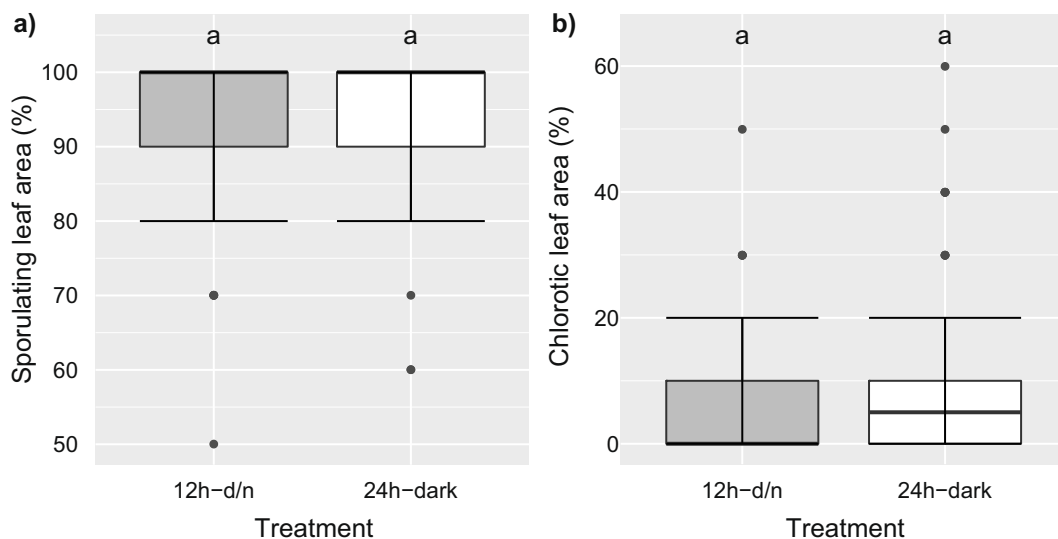 a)
a a
Sporulating leaf area (%)
100
90
80
70
60
50
12h−d/n 24h−dark
Treatment
b)
a a
Chlorotic leaf area (%)
60
40
20
0
12h−d/n 24h−dark
Treatment